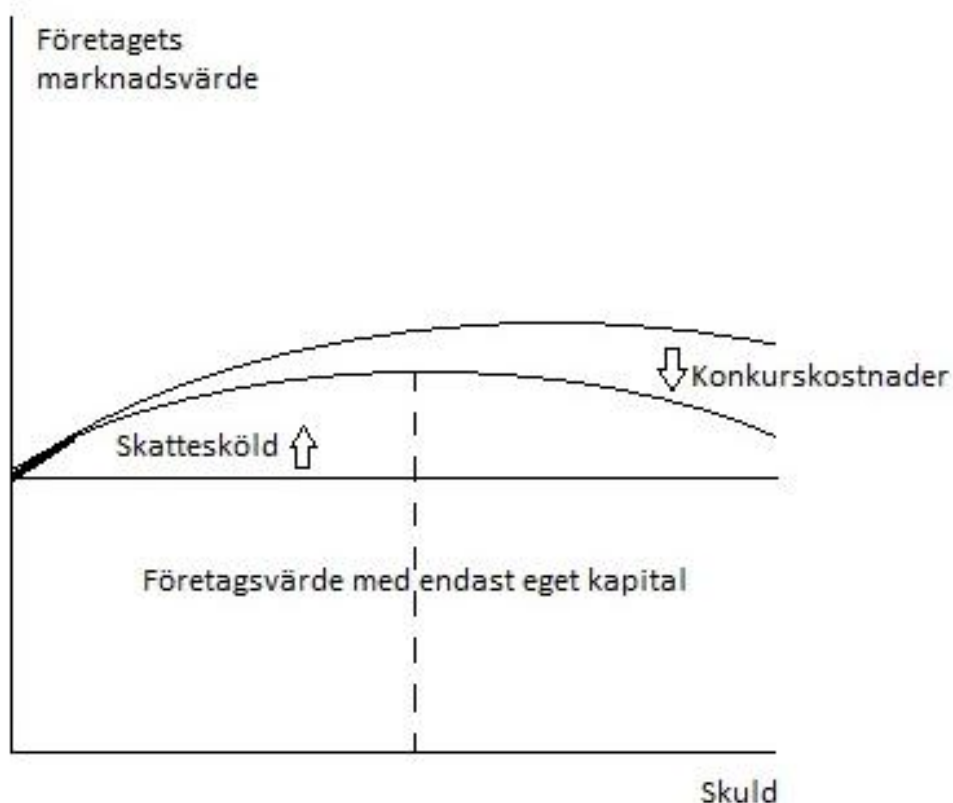 Företagets
marknadsvärde
Konkurskostnader
Skattesköld
Företagsvärde med endast eget kapital
Skuld